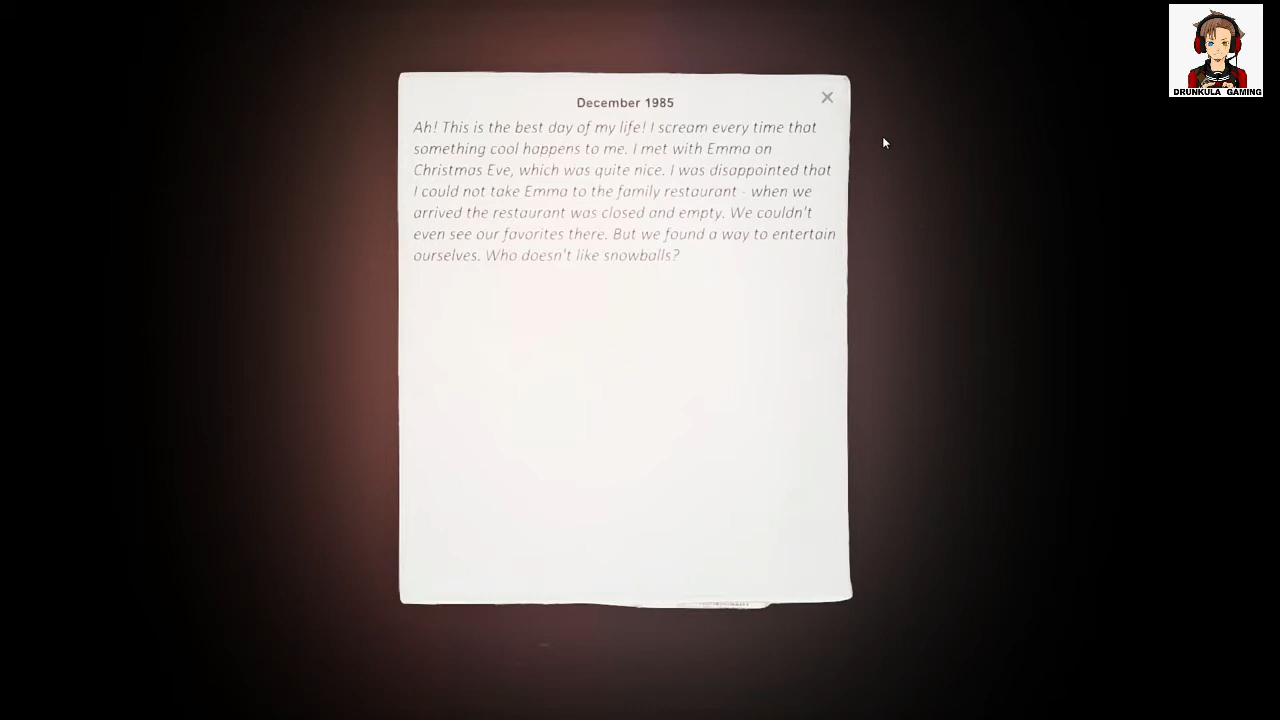 DRUNKULA GAMING
December 1985
Ah! This is the best day of my life! I scream every time that
something cool happens to me. I met with Emma on
Christmas Eve, which was quite nice. I was disappointed that
I could not take Emma to the family restaurant - when we
arrived the restaurant was closed and empty. We couldn't
even see our favorites there. But we found a way to entertain
ourselves. Who doesn't like snowballs?